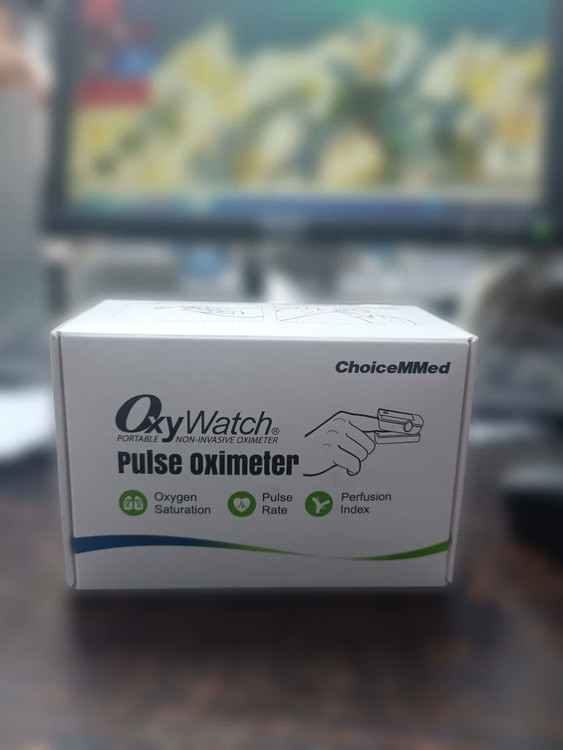 ChoiceMMed
OxyWatch®
PORTABLE NON-INVASIVE OXIMETER
Pulse Oximeter
Oxygen
Saturation
Pulse
Rate
Perfusion
Index